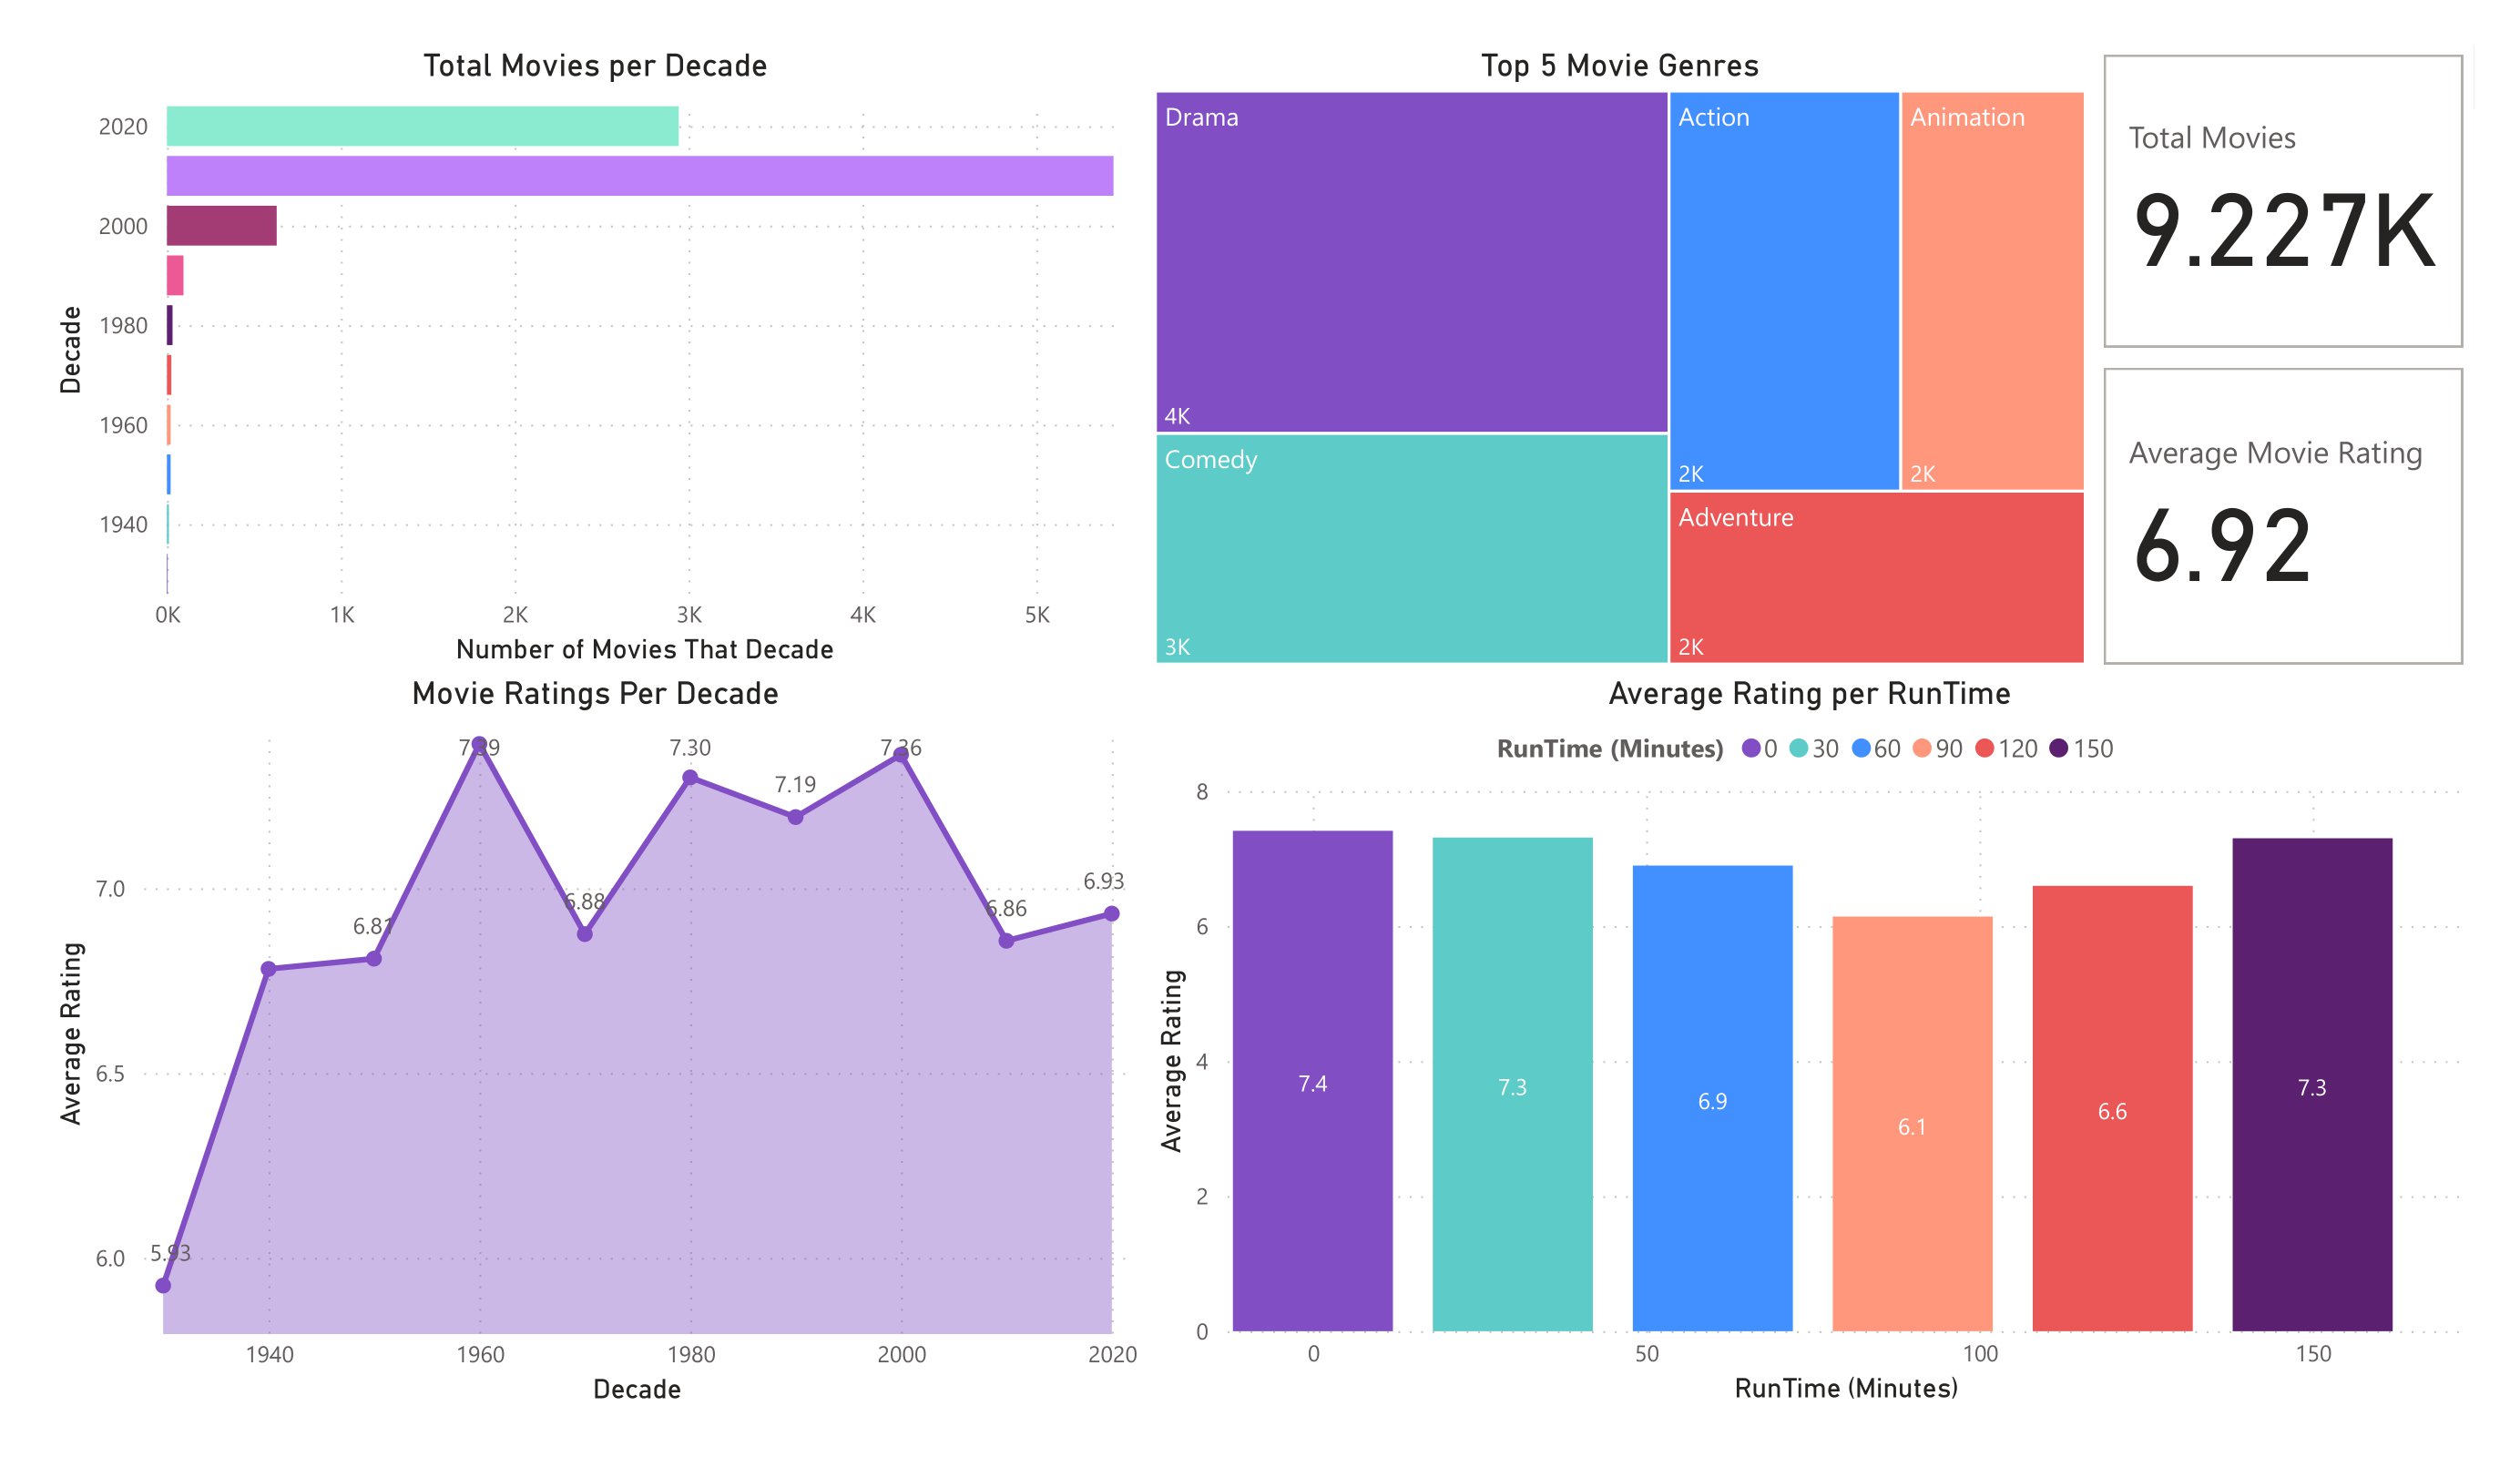 Total Movies per Decade
2020
2000
1980
1960
1940
Decade
0K 1K 2K 3K 4K 5K
Number of Movies That Decade
Top 5 Movie Genres
Drama
4K
Comedy
3K
Action
2K
Animation
2K
Adventure
2K
Total Movies
9.227K
Average Movie Rating
6.92
Movie Ratings Per Decade
7.39 7.30 7.36
7.19
7.0
6.81 6.88 6.86 6.93
6.5
6.0
5.93
Average Rating
1940 1960 1980 2000 2020
Decade
Average Rating per RunTime
RunTime (Minutes) 0 30 60 90 120 150
8
6
4
2
0
Average Rating
7.4 7.3 6.9 6.1 6.6 7.3
0 50 100 150
RunTime (Minutes)